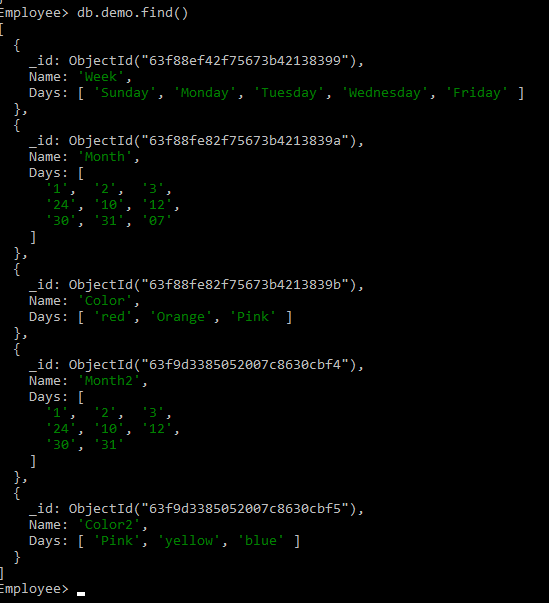 Employee> db.demo.find()
[
  {
    _id: ObjectId("63f88ef42f75673b42138399"),
    Name: 'Week',
    Days: [ 'Sunday', 'Monday', 'Tuesday', 'Wednesday', 'Friday' ]
  },
  {
    _id: ObjectId("63f88fe82f75673b4213839a"),
    Name: 'Month',
    Days: [
      '1',  '2',  '3',
      '24', '10', '12',
      '30', '31', '07'
    ]
  },
  {
    _id: ObjectId("63f88fe82f75673b4213839b"),
    Name: 'Color',
    Days: [ 'red', 'Orange', 'Pink' ]
  },
  {
    _id: ObjectId("63f9d3385052007c8630cbf4"),
    Name: 'Month2',
    Days: [
      '1',  '2',  '3',
      '24', '10', '12',
      '30', '31'
    ]
  },
  {
    _id: ObjectId("63f9d3385052007c8630cbf5"),
    Name: 'Color2',
    Days: [ 'Pink', 'yellow', 'blue' ]
  }
]
Employee>